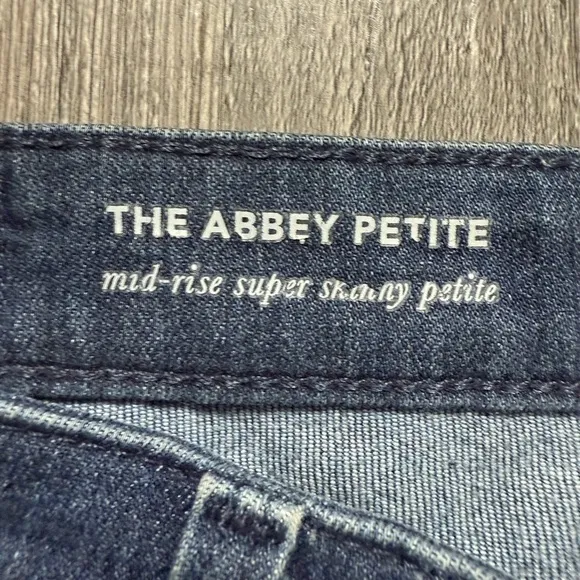 THE ABBEY PETITE
mid-rise super skinny petite